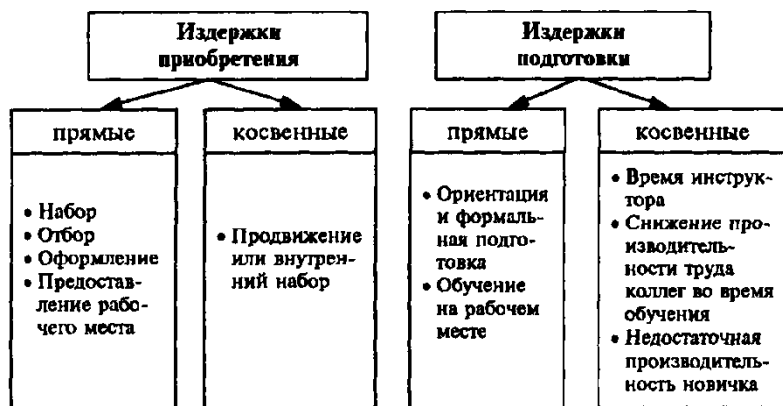 Издержки
приобретения
прямые
• Набор
• Отбор
• Оформление
• Предостав-
ление рабо-
чего места
косвенные
• Продвижение
или внутрен-
ний набор
Издержки
подготовки
прямые
• Ориентация
и формаль-
ная подго-
товка
• Обучение
на рабочем
месте
косвенные
• Время инструк-
тора
• Снижение про-
изводитель-
ности труда
коллег во время
обучения
• Недостаточная
производитель-
ность новичка